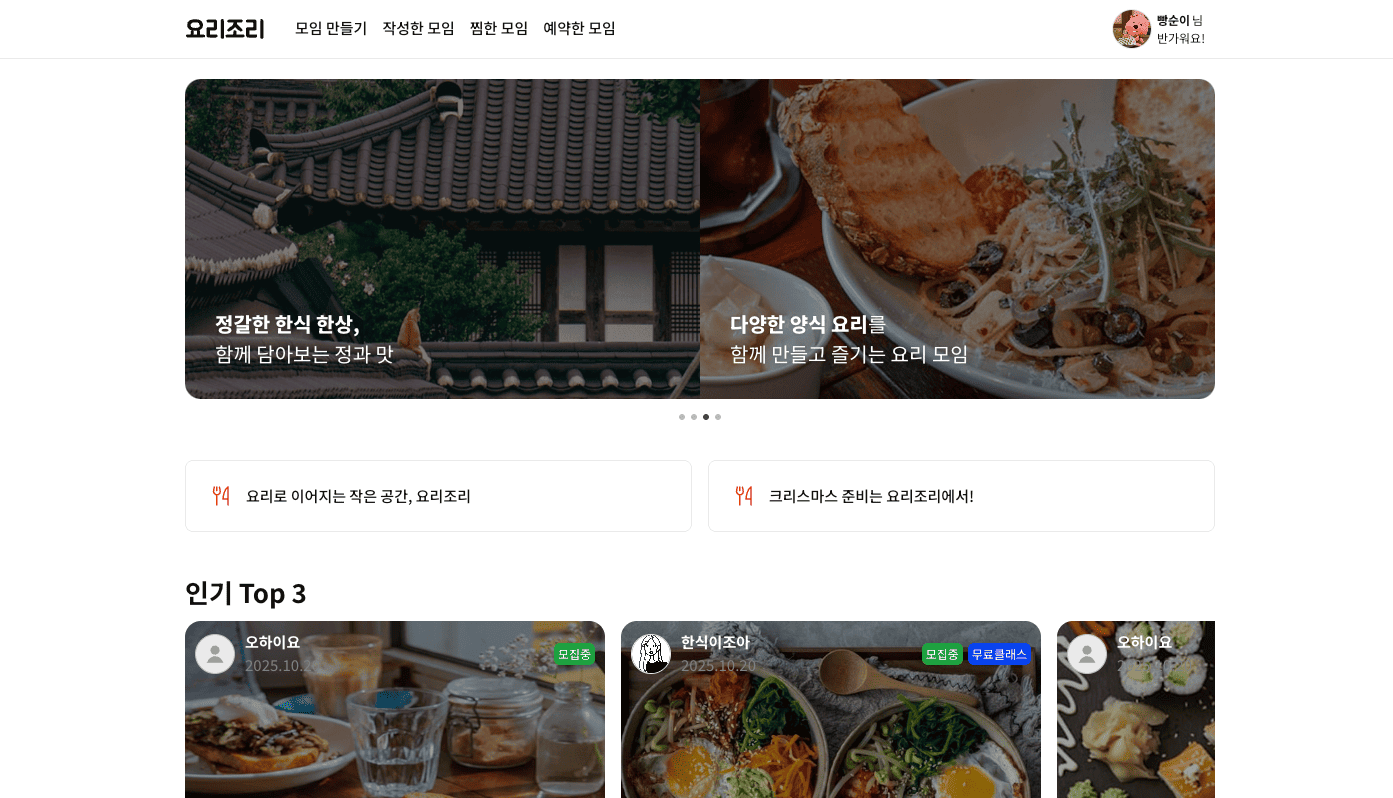 요리조리
모임 만들기 작성한 모임 찜한 모임 예약한 모임
빵순이 님
반가워요!
정갈한 한식 한상,
함께 담아보는 정과 맛
다양한 양식 요리를
함께 만들고 즐기는 요리 모임
요리로 이어지는 작은 공간, 요리조리
크리스마스 준비는 요리조리에서!
인기 Top 3
오하이요
모집중
한식이조아
2025.10.20
모집중 무료클래스
오하이요